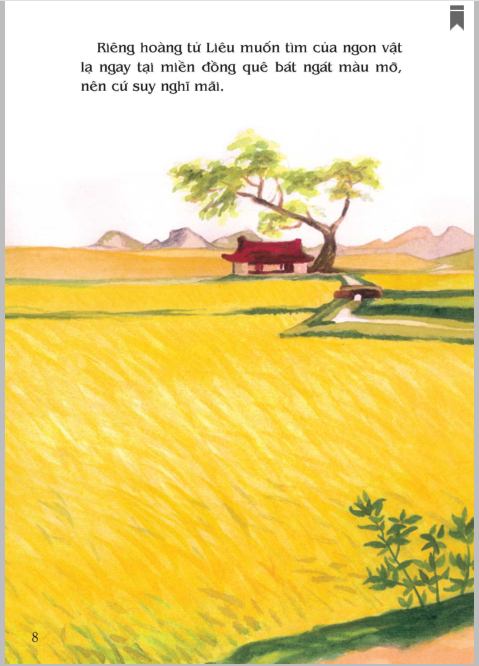 Riêng hoàng tử Liêu muốn tìm của ngon vật
lạ ngay tại miền đồng quê bát ngát màu mỡ,
nên cứ suy nghĩ mãi.
8